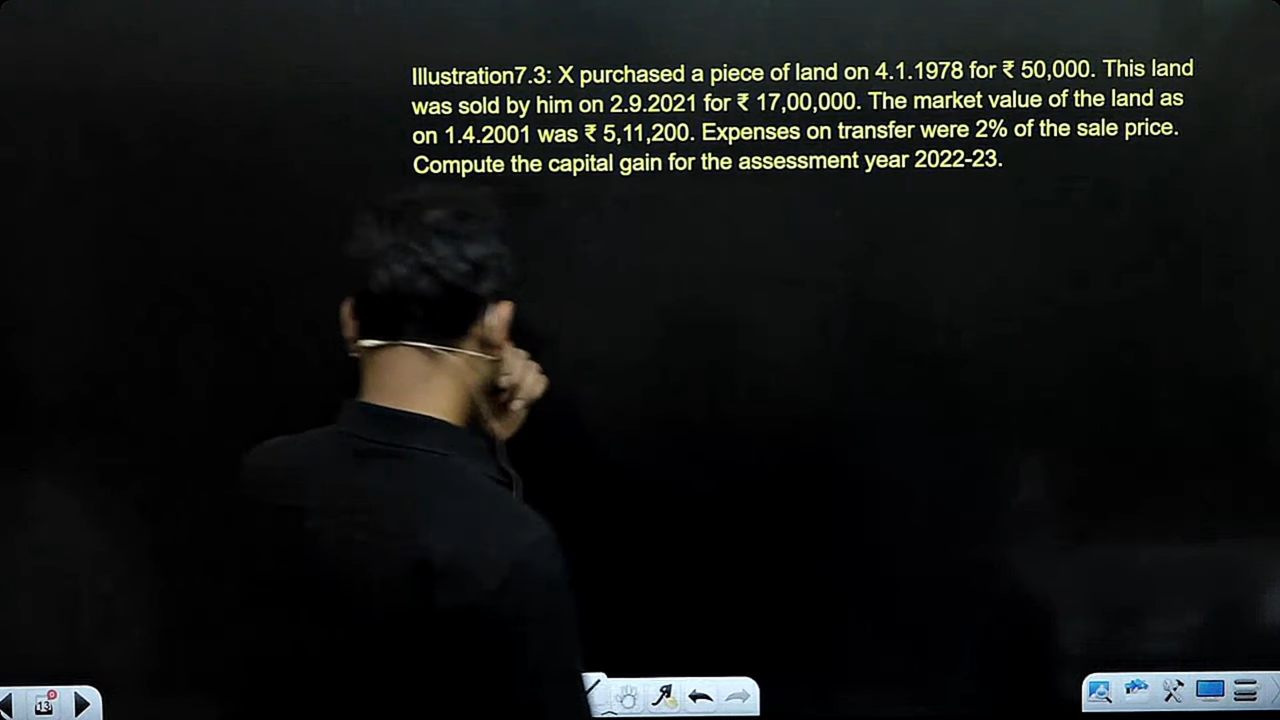 Illustration7.3: X purchased a piece of land on 4.1.1978 for ₹ 50,000. This land
was sold by him on 2.9.2021 for ₹ 17,00,000. The market value of the land as
on 1.4.2001 was ₹ 5,11,200. Expenses on transfer were 2% of the sale price.
Compute the capital gain for the assessment year 2022-23.
13